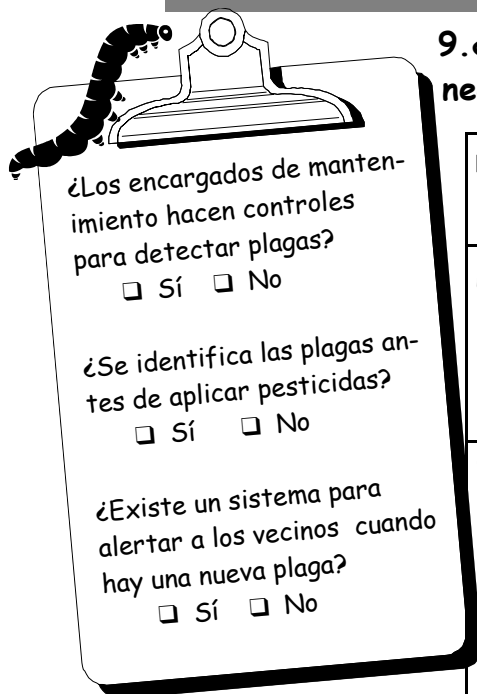 9.¿
ne
¿Los encargados de manten-
imiento hacen controles
para detectar plagas?
❏ Sí ❏ No
¿Se identifica las plagas an-
tes de aplicar pesticidas?
❏ Sí ❏ No
¿Existe un sistema para
alertar a los vecinos cuando
hay una nueva plaga?
❏ Sí ❏ No